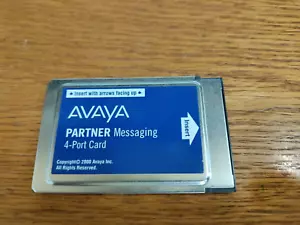 ◆ Insert with arrows facing up ◆
AVAYA
PARTNER Messaging
4-Port Card
Insert
Copyright© 2000 Avaya Inc.
All Rights Reserved.